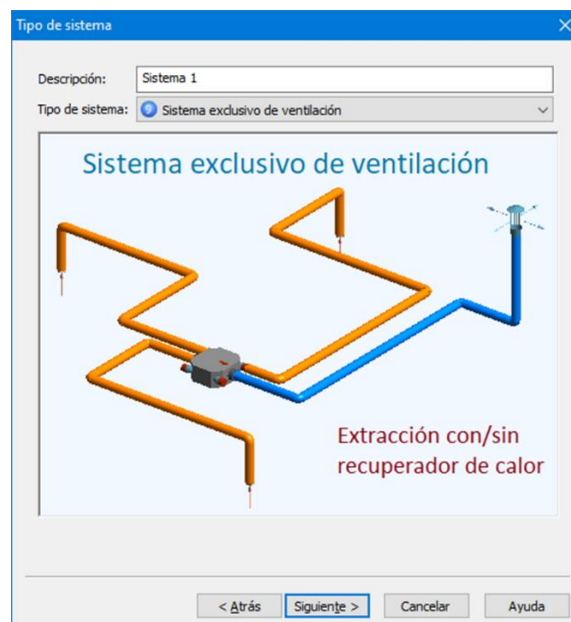 Tipo de sistema
Descripción: Sistema 1
Tipo de sistema: 9 Sistema exclusivo de ventilación
Sistema exclusivo de ventilación
Extracción con/sin
recuperador de calor
< Atrás Siguiente > Cancelar Ayuda